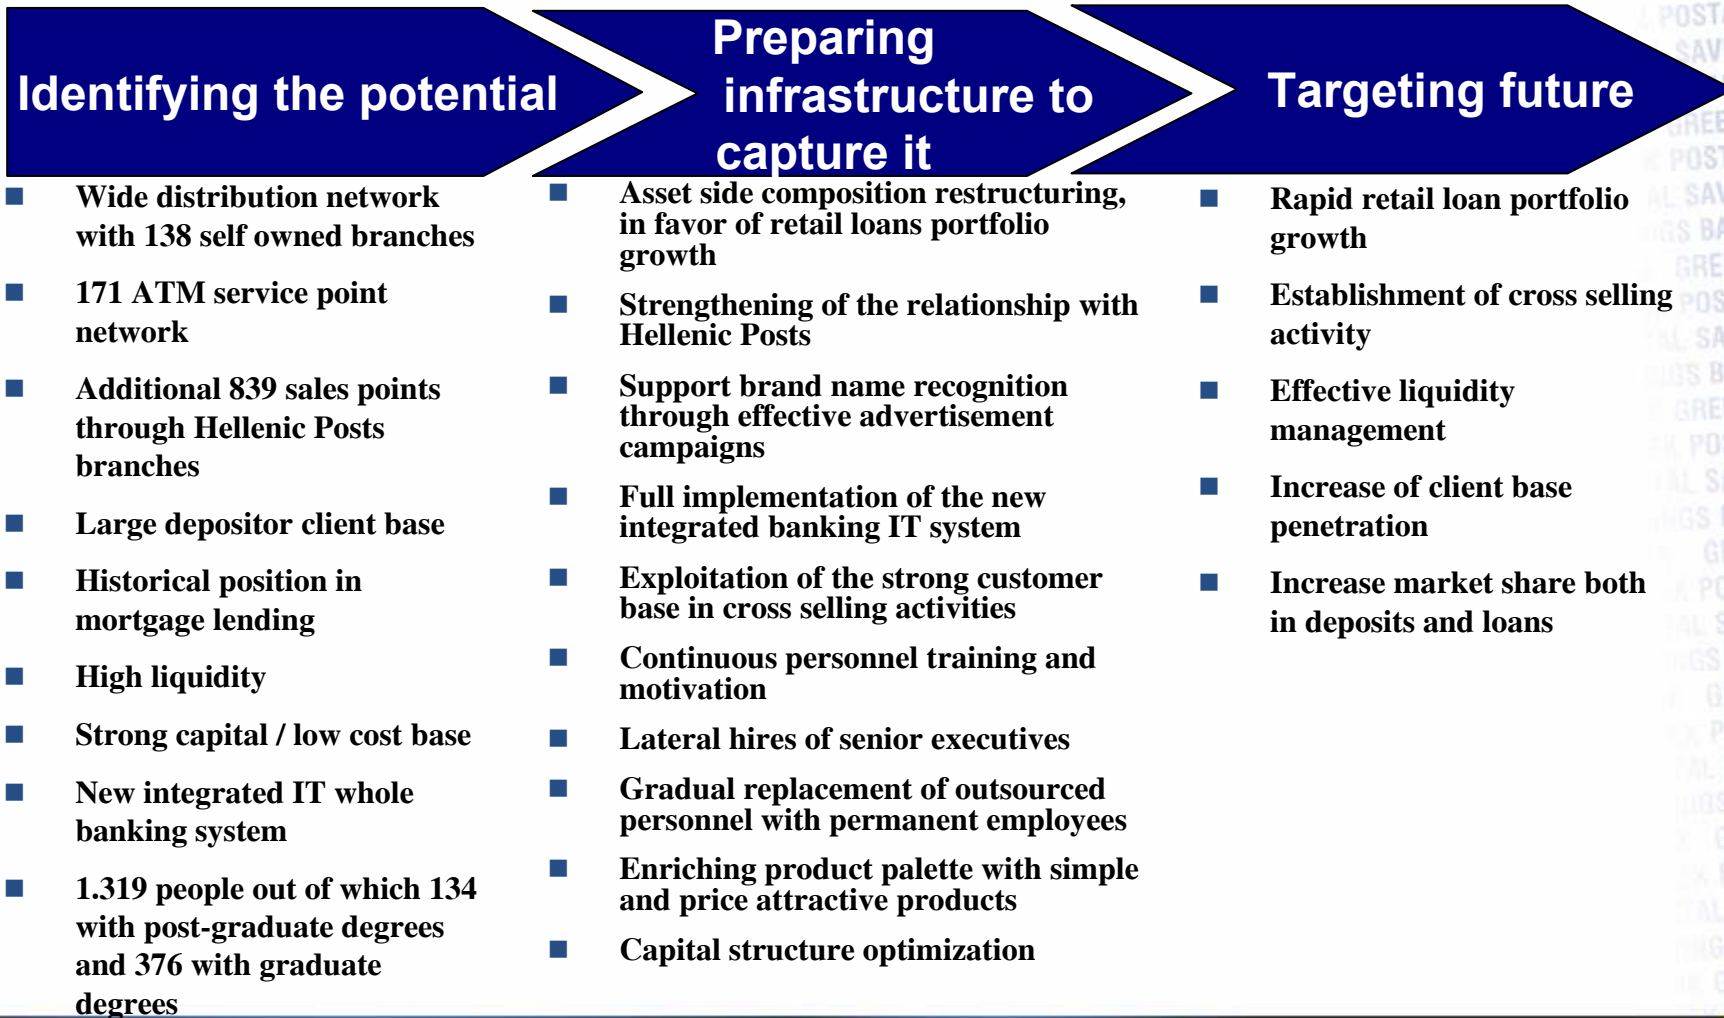 Identifying the potential
Wide distribution network
with 138 self owned branches
171 ATM service point
network
Additional 839 sales points
through Hellenic Posts
branches
Large depositor client base
Historical position in
mortgage lending
High liquidity
Strong capital / low cost base
New integrated IT whole
banking system
1.319 people out of which 134
with post-graduate degrees
and 376 with graduate
degrees
Preparing
infrastructure to
capture it
Asset side composition restructuring,
in favor of retail loans portfolio
growth
Strengthening of the relationship with
Hellenic Posts
Support brand name recognition
through effective advertisement
campaigns
Full implementation of the new
integrated banking IT system
Exploitation of the strong customer
base in cross selling activities
Continuous personnel training and
motivation
Lateral hires of senior executives
Gradual replacement of outsourced
personnel with permanent employees
Enriching product palette with simple
and price attractive products
Capital structure optimization
Targeting future
Rapid retail loan portfolio
growth
Establishment of cross selling
activity
Effective liquidity
management
Increase of client base
penetration
Increase market share both
in deposits and loans